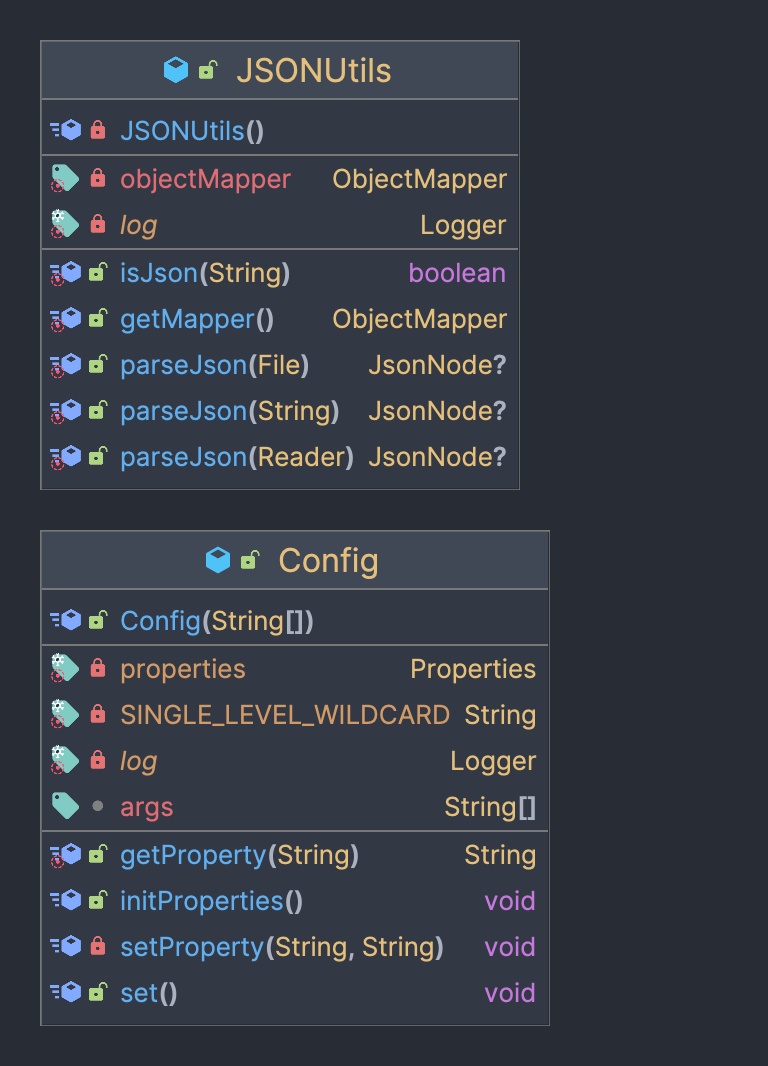 JSONUtils
JSONUtils()
objectMapper ObjectMapper
log Logger
isJson(String) boolean
getMapper() ObjectMapper
parseJson(File) JsonNode?
parseJson(String) JsonNode?
parseJson(Reader) JsonNode?
Config
Config(String[])
properties Properties
SINGLE_LEVEL_WILDCARD String
log Logger
args String[]
getProperty(String) String
initProperties() void
setProperty(String, String) void
set() void